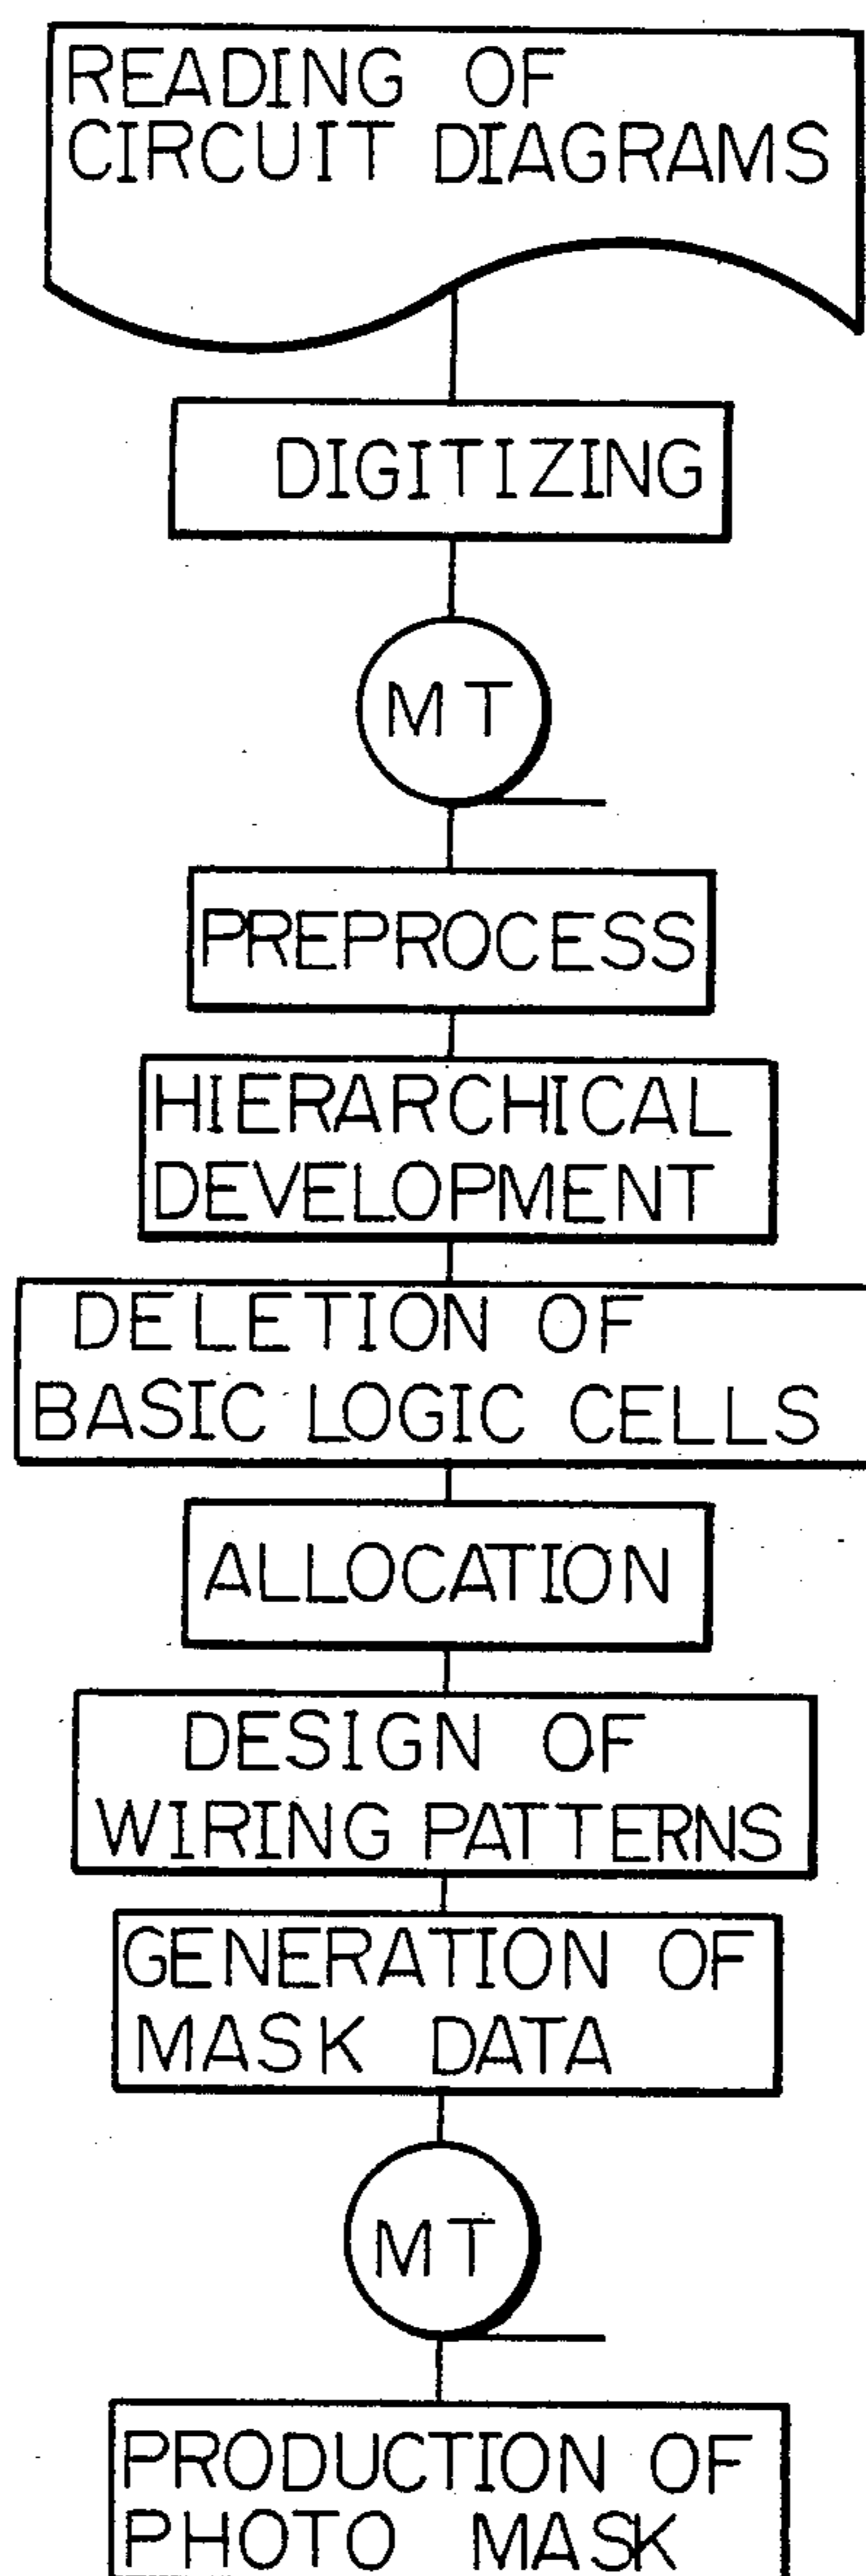 READING OF
CIRCUIT DIAGRAMS
DIGITIZING
MT
PREPROCESS
HIERARCHICAL
DEVELOPMENT
DELETION OF
BASIC LOGIC CELLS
ALLOCATION
DESIGN OF
WIRING PATTERNS
GENERATION OF
MASK DATA
MT
PRODUCTION OF
PHOTO MASK